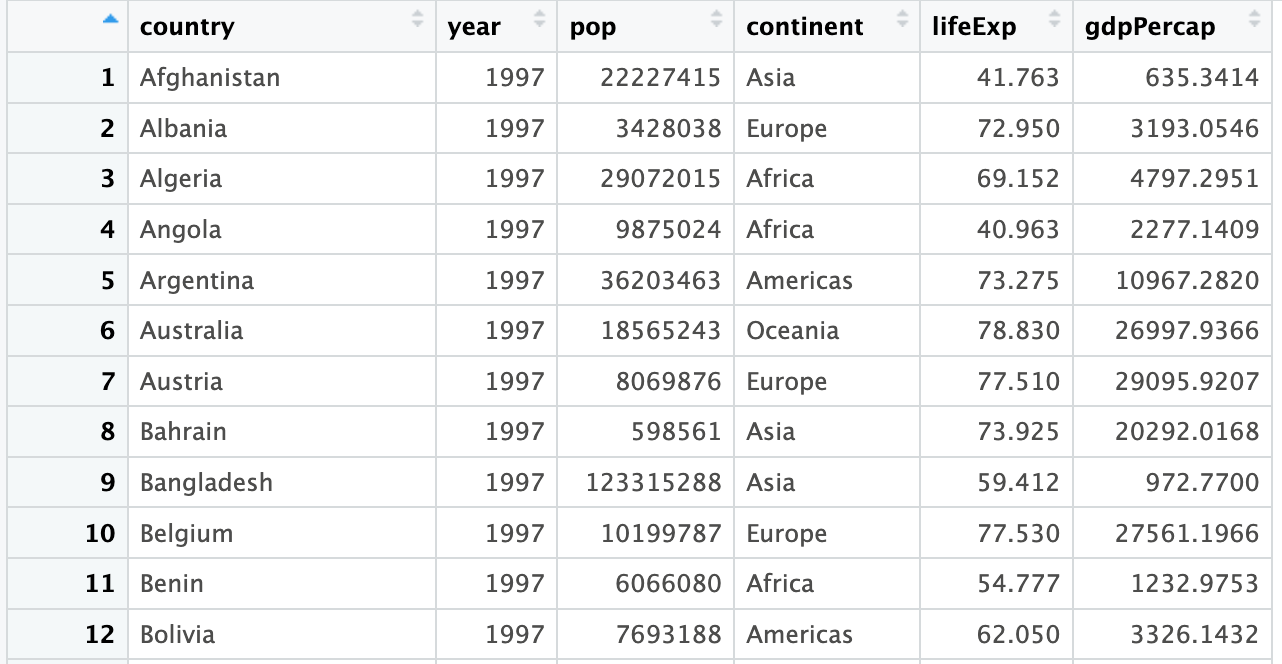 country year pop continent lifeExp gdpPercap
1 Afghanistan 1997 22227415 Asia 41.763 635.3414
2 Albania 1997 3428038 Europe 72.950 3193.0546
3 Algeria 1997 29072015 Africa 69.152 4797.2951
4 Angola 1997 9875024 Africa 40.963 2277.1409
5 Argentina 1997 36203463 Americas 73.275 10967.2820
6 Australia 1997 18565243 Oceania 78.830 26997.9366
7 Austria 1997 8069876 Europe 77.510 29095.9207
8 Bahrain 1997 598561 Asia 73.925 20292.0168
9 Bangladesh 1997 123315288 Asia 59.412 972.7700
10 Belgium 1997 10199787 Europe 77.530 27561.1966
11 Benin 1997 6066080 Africa 54.777 1232.9753
12 Bolivia 1997 7693188 Americas 62.050 3326.1432